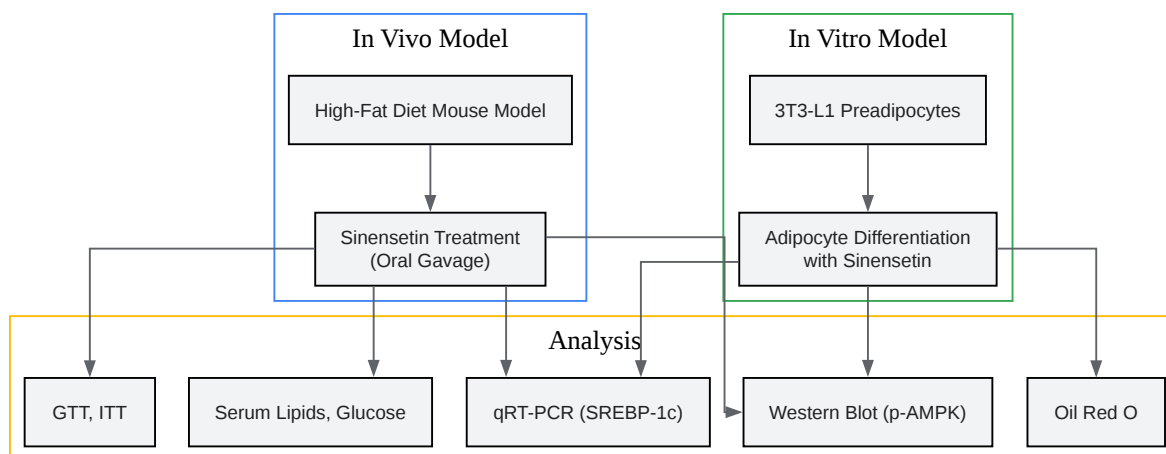 In Vivo Model
In Vitro Model
High-Fat Diet Mouse Model
3T3-L1 Preadipocytes
Sinensetin Treatment
(Oral Gavage)
Adipocyte Differentiation
with Sinensetin
Analysis
GTT, ITT
Serum Lipids, Glucose
qRT-PCR (SREBP-1c)
Western Blot (p-AMPK)
Oil Red O